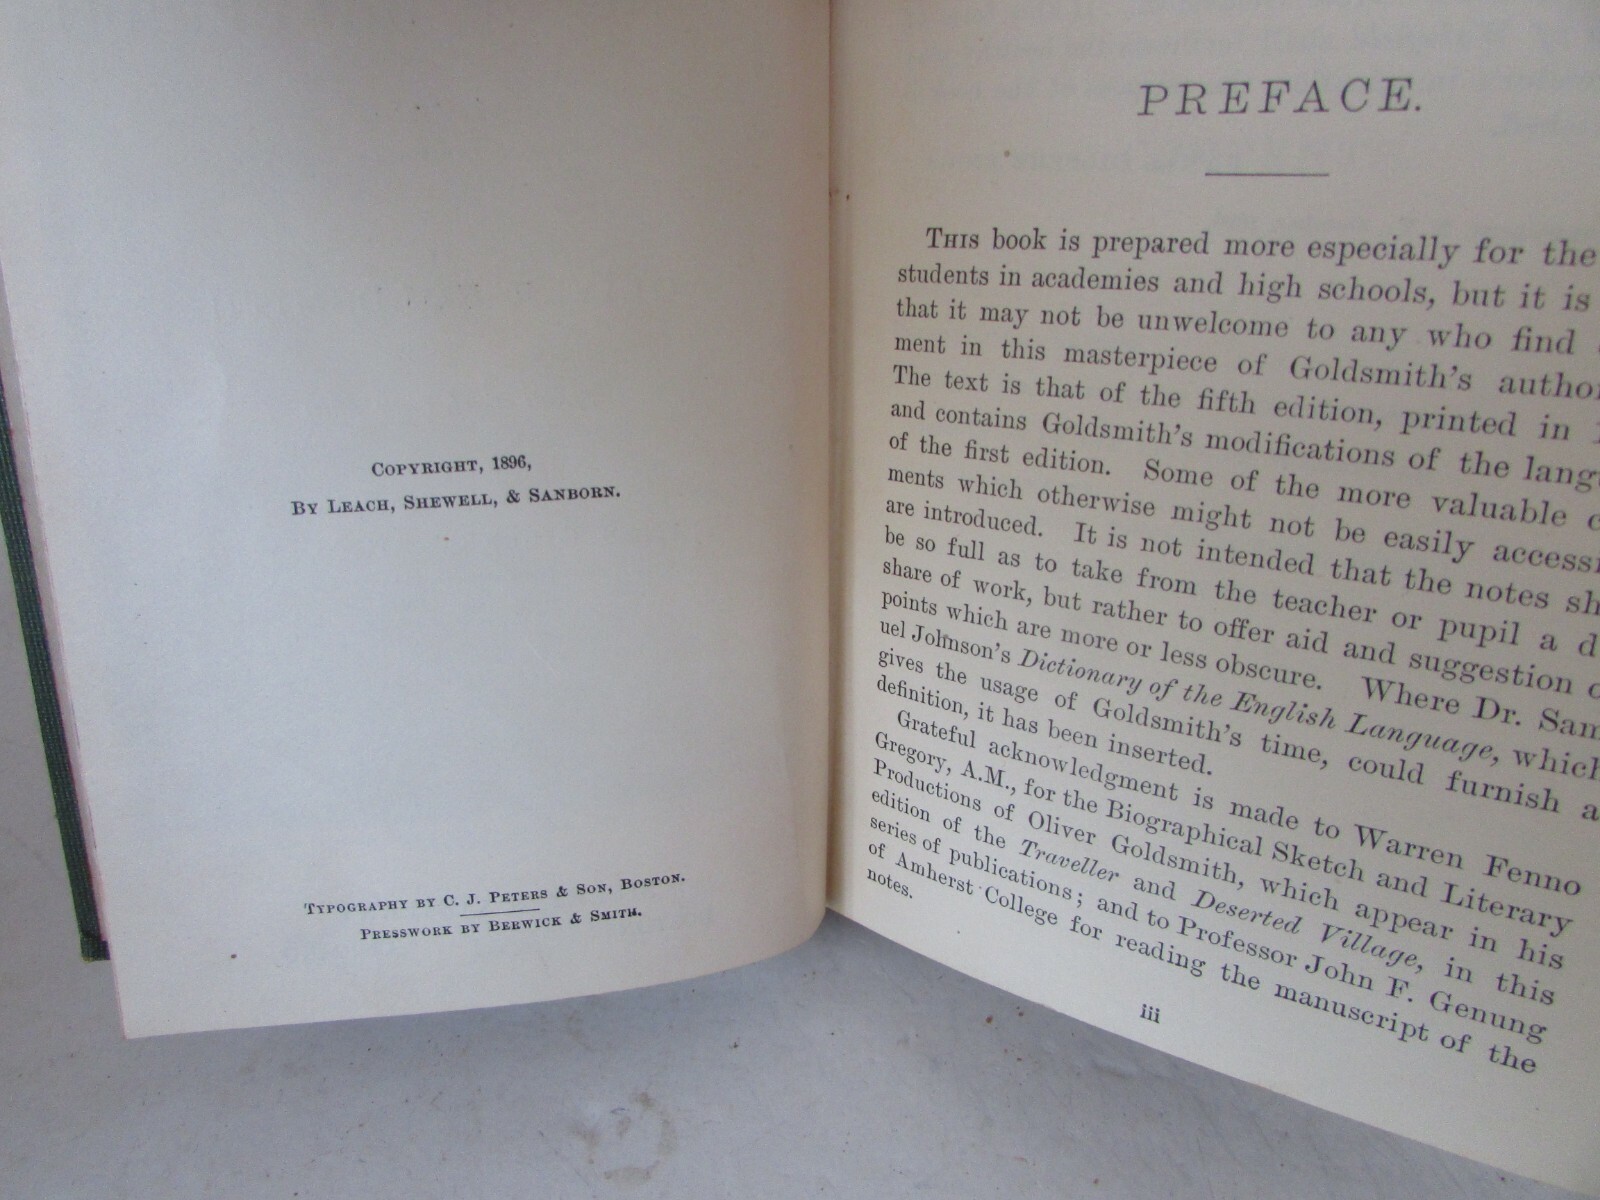 COPYRIGHT, 1896,
BY LEACH, SHEWELL, & SANBORN.
TYPOGRAPHY BY C. J. PETERS & SON, BOSTON.
PRESSWORK BY BERWICK & SMITH.
PREFACE.
THIS book is prepared more especially for the
students in academies and high schools, but it is
that it may not be unwelcome to any who find
ment in this masterpiece of Goldsmith's author
The text is that of the fifth edition, printed in
and contains Goldsmith's modifications of the langu
of the first edition. Some of the more valuable c
ments which otherwise might not be easily accessi
are introduced. It is not intended that the notes sh
be so full as to take from the teacher or pupil a d
share of work, but rather to offer aid and suggestion o
points which are more or less obscure. Where Dr. Sam
uel Johnson's Dictionary of the English Language, which
gives the usage of Goldsmith's time, could furnish a
definition, it has been inserted.
Grateful acknowledgment is made to Warren Fenno
Gregory, A.M., for the Biographical Sketch and Literary
Productions of Oliver Goldsmith, which appear in his
edition of the Traveller and Deserted Village, in this
series of publications; and to Professor John F. Genung
of Amherst College for reading the manuscript of the
notes.
iii